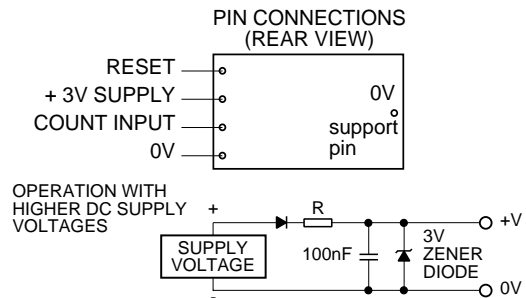 PIN CONNECTIONS
(REAR VIEW)
RESET
+ 3V SUPPLY
COUNT INPUT
0V
0V
support
pin
OPERATION WITH
HIGHER DC SUPPLY
VOLTAGES
+
SUPPLY
VOLTAGE
-
R
100nF
3V
ZENER
DIODE
+V
0V